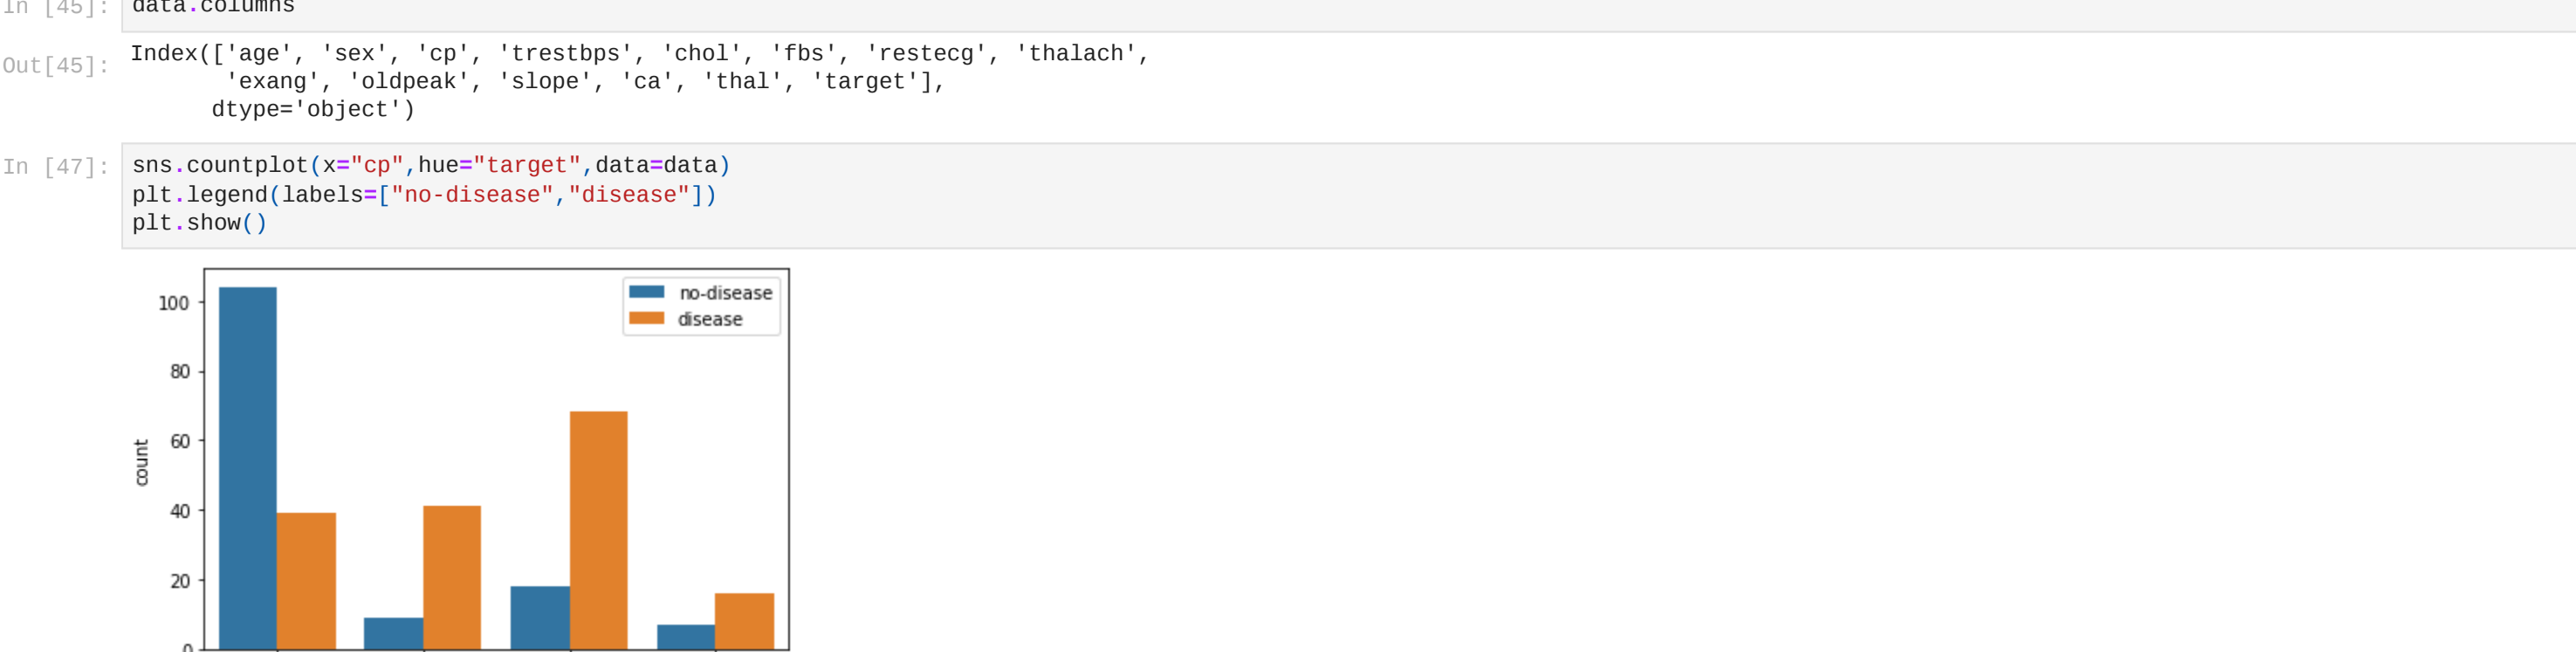 In [45]: data.columns
Out[45]: Index(['age', 'sex', 'cp', 'trestbps', 'chol', 'fbs', 'restecg', 'thalach',
'exang', 'oldpeak', 'slope', 'ca', 'thal', 'target'],
dtype='object')
In [47]: sns.countplot(x="cp",hue="target",data=data)
plt.legend(labels=["no-disease","disease"])
plt.show()
no-disease
disease
100
80
60
40
20
0
count